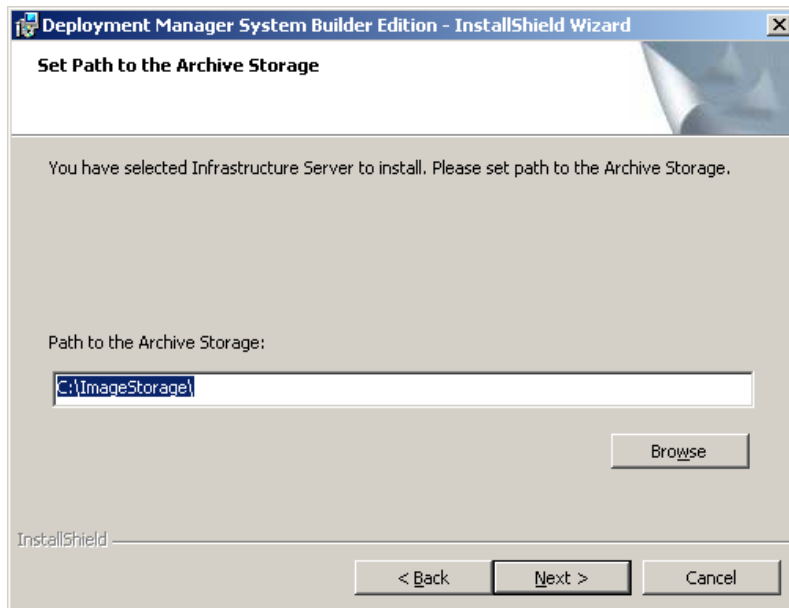 Deployment Manager System Builder Edition - InstallShield Wizard
Set Path to the Archive Storage
You have selected Infrastructure Server to install. Please set path to the Archive Storage.
Path to the Archive Storage:
C:\ImageStorage\
Browse
InstallShield
< Back
Next >
Cancel